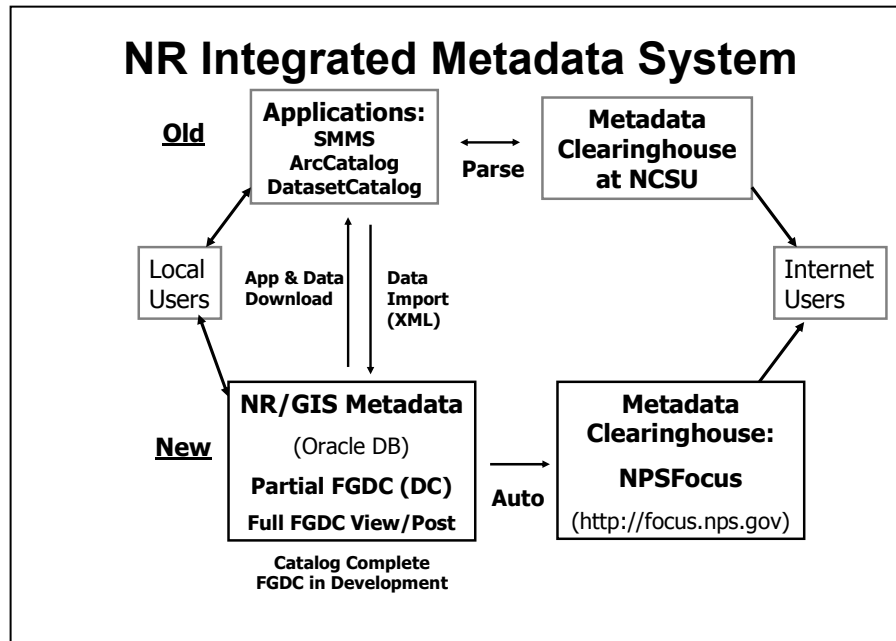 NR Integrated Metadata System
Old
Applications:
SMMS
ArcCatalog
DatasetCatalog
Parse
Metadata
Clearinghouse
at NCSU
Local
Users
App & Data
Download
Data
Import
(XML)
Internet
Users
New
NR/GIS Metadata
(Oracle DB)
Partial FGDC (DC)
Full FGDC View/Post
Auto
Metadata
Clearinghouse:
NPSFocus
(http://focus.nps.gov)
Catalog Complete
FGDC in Development